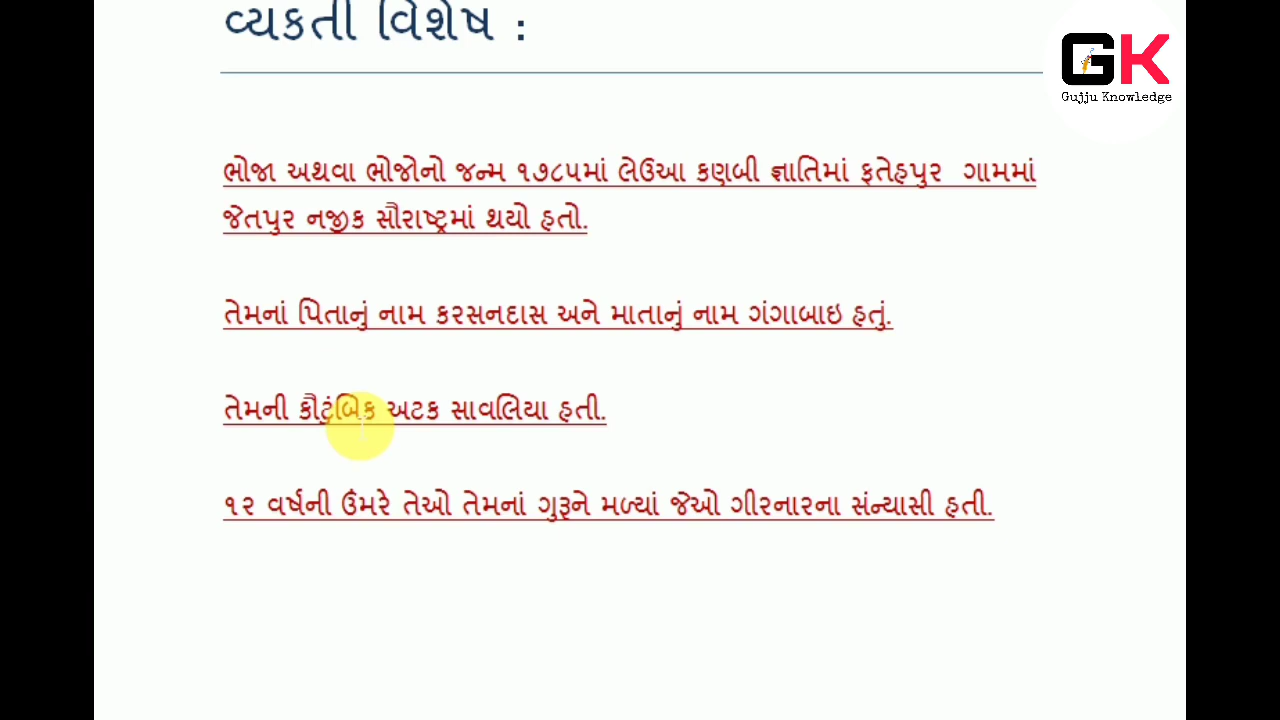 વ્યકતી વિશેષ :
GK
Gujju Knowledge
ભોજા અથવા ભોજોનો જન્મ ૧૭૮૫માં લેઉઆ કણબી જ્ઞાતિમાં ફતેહપુર ગામમાં
જેતપુર નજીક સૌરાષ્ટ્રમાં થયો હતો.
તેમનાં પિતાનું નામ કરસનદાસ અને માતાનું નામ ગંગાબાઇ હતું.
તેમની કૌટુંબિક અટક સાવલિયા હતી.
૧૨ વર્ષની ઉંમરે તેઓ તેમનાં ગુરૂને મળ્યાં જેઓ ગીરનારના સંન્યાસી હતી.